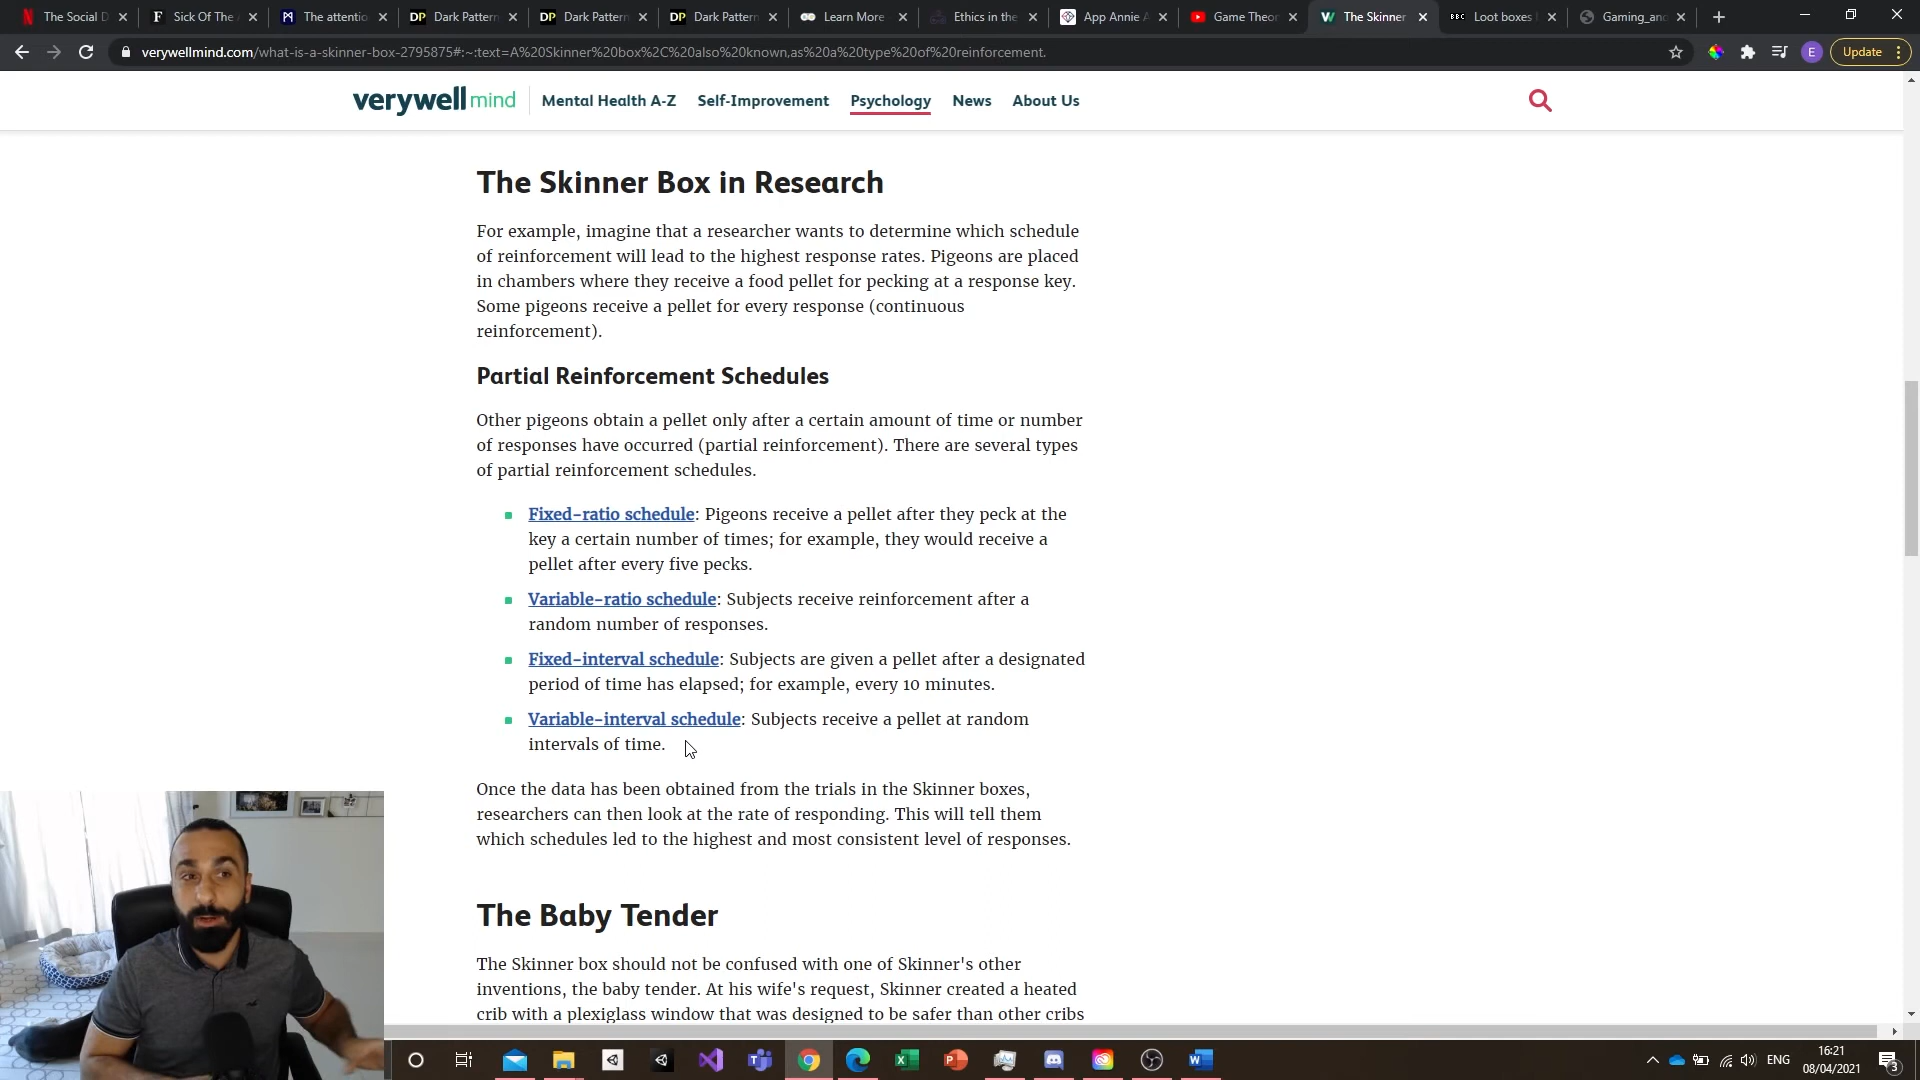 The Social D
Sick Of The
The attentio
Dark Pattern
Dark Pattern
Dark Pattern
Learn More
Ethics in the
App Annie A
Game Theor
The Skinner
Loot boxes
Gaming_and
verywellmind.com/what-is-a-skinner-box-2795875#:~:text=A%20Skinner%20box%2C%20also%20known,as%20a%20type%20of%20reinforcement.
E
Update
verywell mind
Mental Health A-Z
Self-Improvement
Psychology
News
About Us
The Skinner Box in Research
For example, imagine that a researcher wants to determine which schedule
of reinforcement will lead to the highest response rates. Pigeons are placed
in chambers where they receive a food pellet for pecking at a response key.
Some pigeons receive a pellet for every response (continuous
reinforcement).
Partial Reinforcement Schedules
Other pigeons obtain a pellet only after a certain amount of time or number
of responses have occurred (partial reinforcement). There are several types
of partial reinforcement schedules.
Fixed-ratio schedule: Pigeons receive a pellet after they peck at the
key a certain number of times; for example, they would receive a
pellet after every five pecks.
Variable-ratio schedule: Subjects receive reinforcement after a
random number of responses.
Fixed-interval schedule: Subjects are given a pellet after a designated
period of time has elapsed; for example, every 10 minutes.
Variable-interval schedule: Subjects receive a pellet at random
intervals of time.
Once the data has been obtained from the trials in the Skinner boxes,
researchers can then look at the rate of responding. This will tell them
which schedules led to the highest and most consistent level of responses.
The Baby Tender
The Skinner box should not be confused with one of Skinner's other
inventions, the baby tender. At his wife's request, Skinner created a heated
crib with a plexiglass window that was designed to be safer than other cribs
ENG
16:21
08/04/2021
3